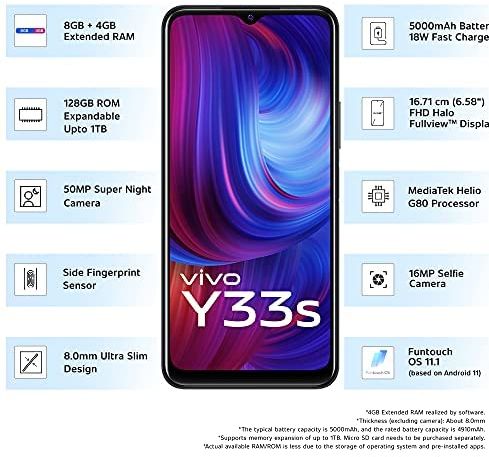 8GB + 4GB
Extended RAM
128GB ROM
Expandable
Upto 1TB
50MP Super Night
Camera
Side Fingerprint
Sensor
8.0mm Ultra Slim
Design
vivo
Y33s
5000mAh Batter
18W Fast Charge
16.71 cm (6.58")
FHD Halo
Fullview™ Displa
MediaTek Helio
G80 Processor
16MP Selfie
Camera
Funtouch OS
Funtouch
OS 11.1
(based on Android 11)
*4GB Extended RAM realized by software.
*Thickness (excluding camera): About 8.0mm
*The typical battery capacity is 5000mAh, and the rated battery capacity is 4910mAh.
*Supports memory expansion of up to 1TB. Micro SD card needs to be purchased separately.
*Actual available RAM/ROM is less due to the storage of operating system and pre-installed apps.